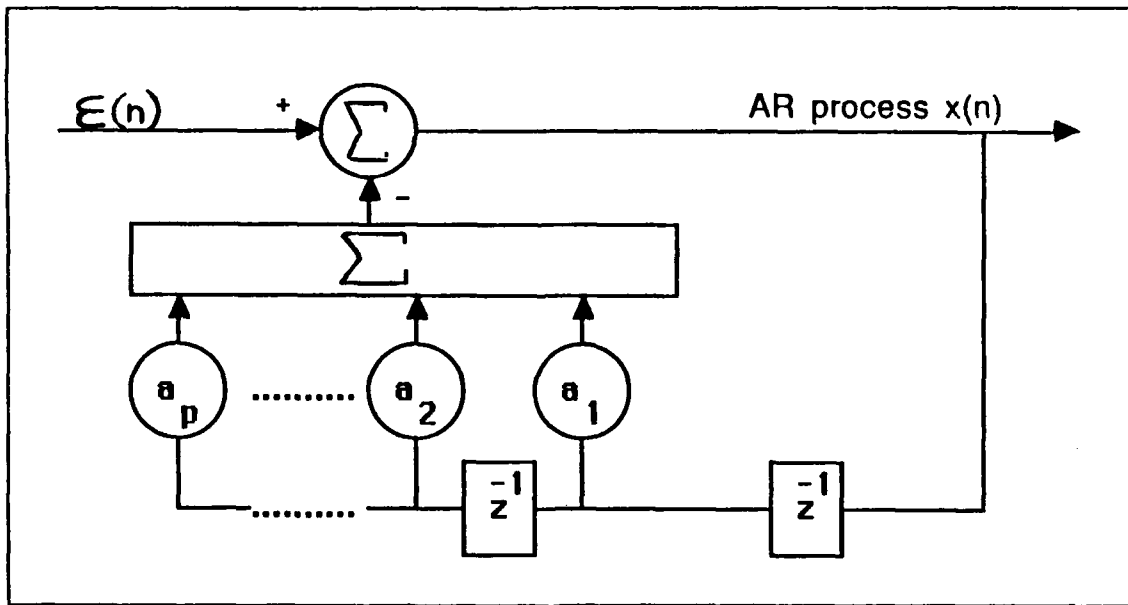 Ɛ(n) + Σ AR process x(n)
-
Σ
a_p ......... a_2 a_1
......... z^-1 z^-1